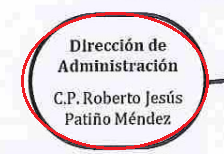 Dirección de
Administración
C.P. Roberto Jesús
Patiño Méndez